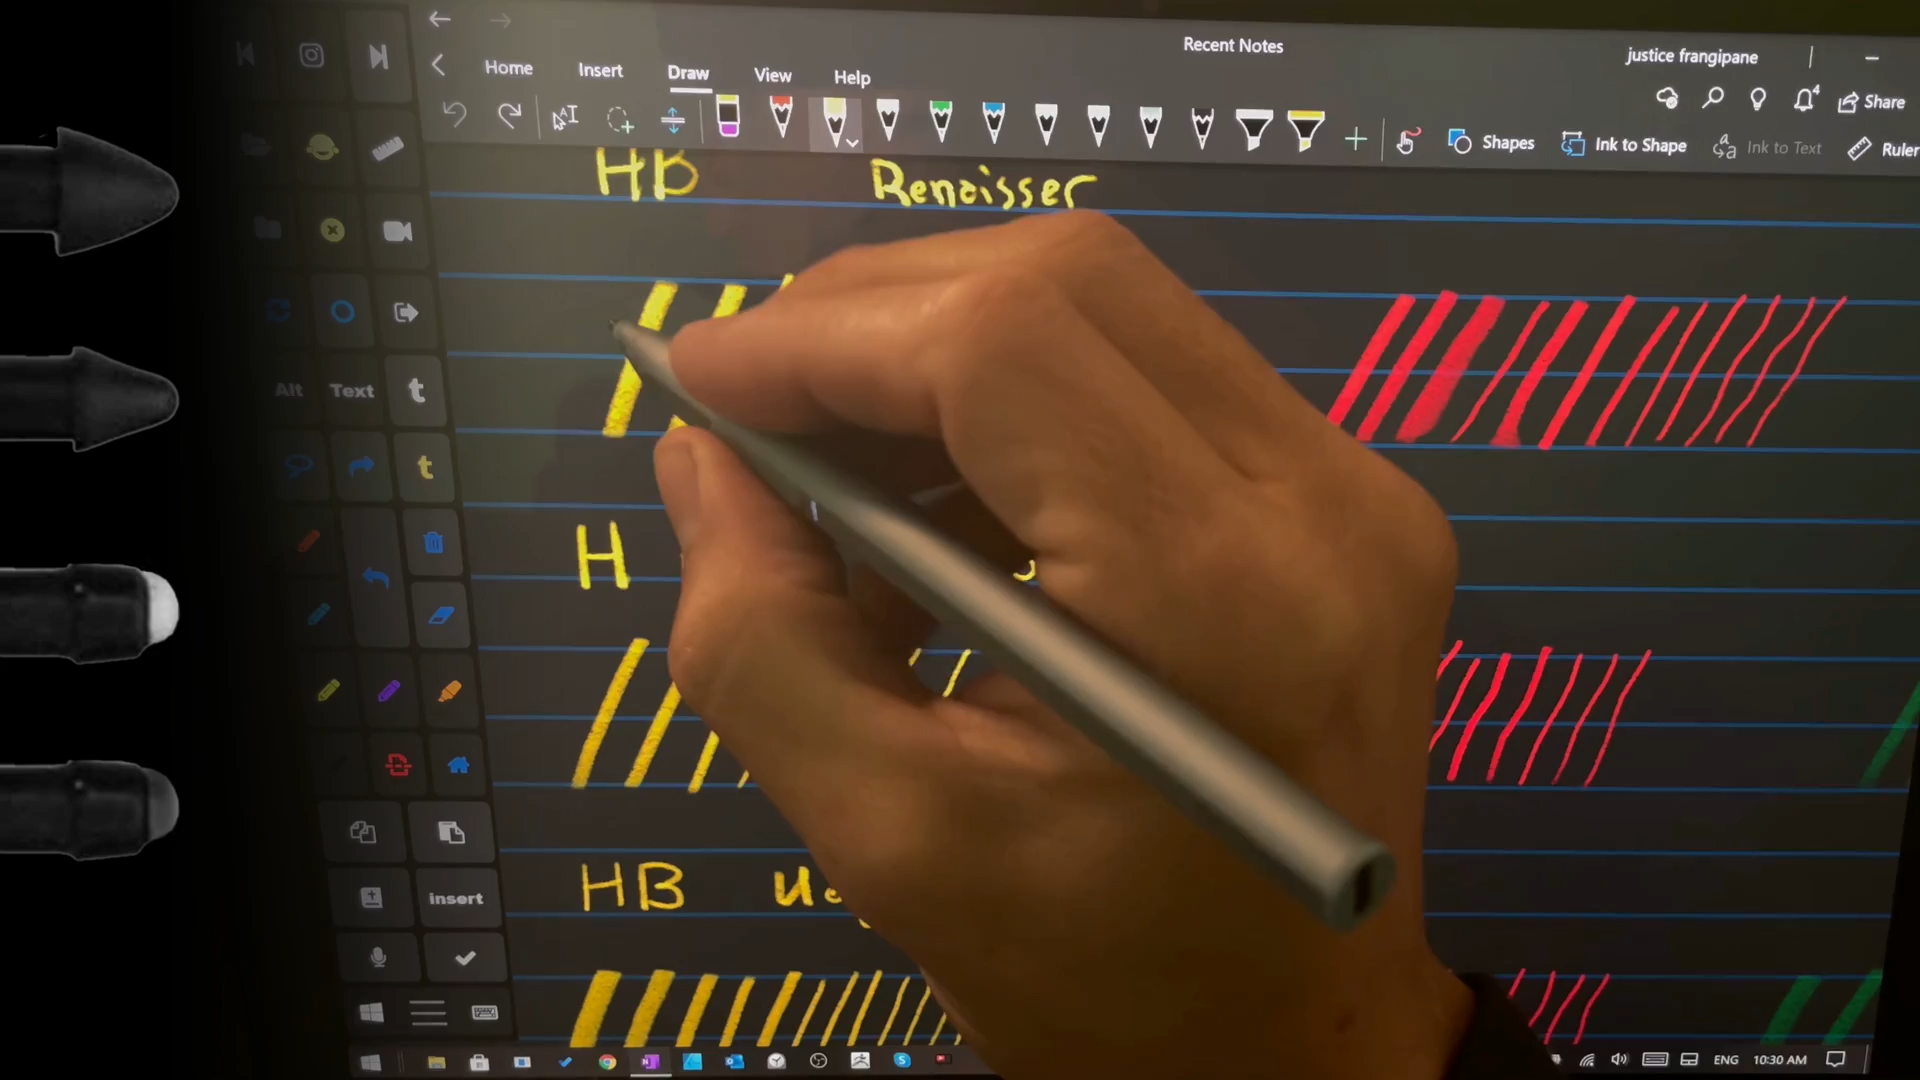 Recent Notes
justice frangipane
Home Insert Draw View Help
Share
Shapes Ink to Shape Ink to Text Ruler
HB Renaisser
Alt Text t
t
H
HB
insert
ENG 10:30 AM